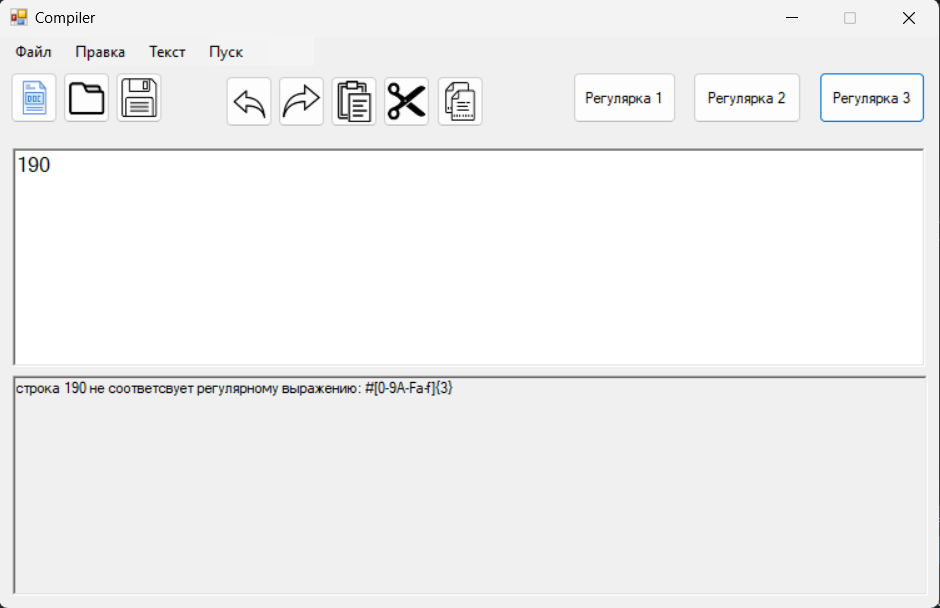 Compiler
Файл Правка Текст Пуск
DOC
Регулярка 1 Регулярка 2 Регулярка 3
190
строка 190 не соответсвует регулярному выражению: #[0-9A-Fa-f]{3}